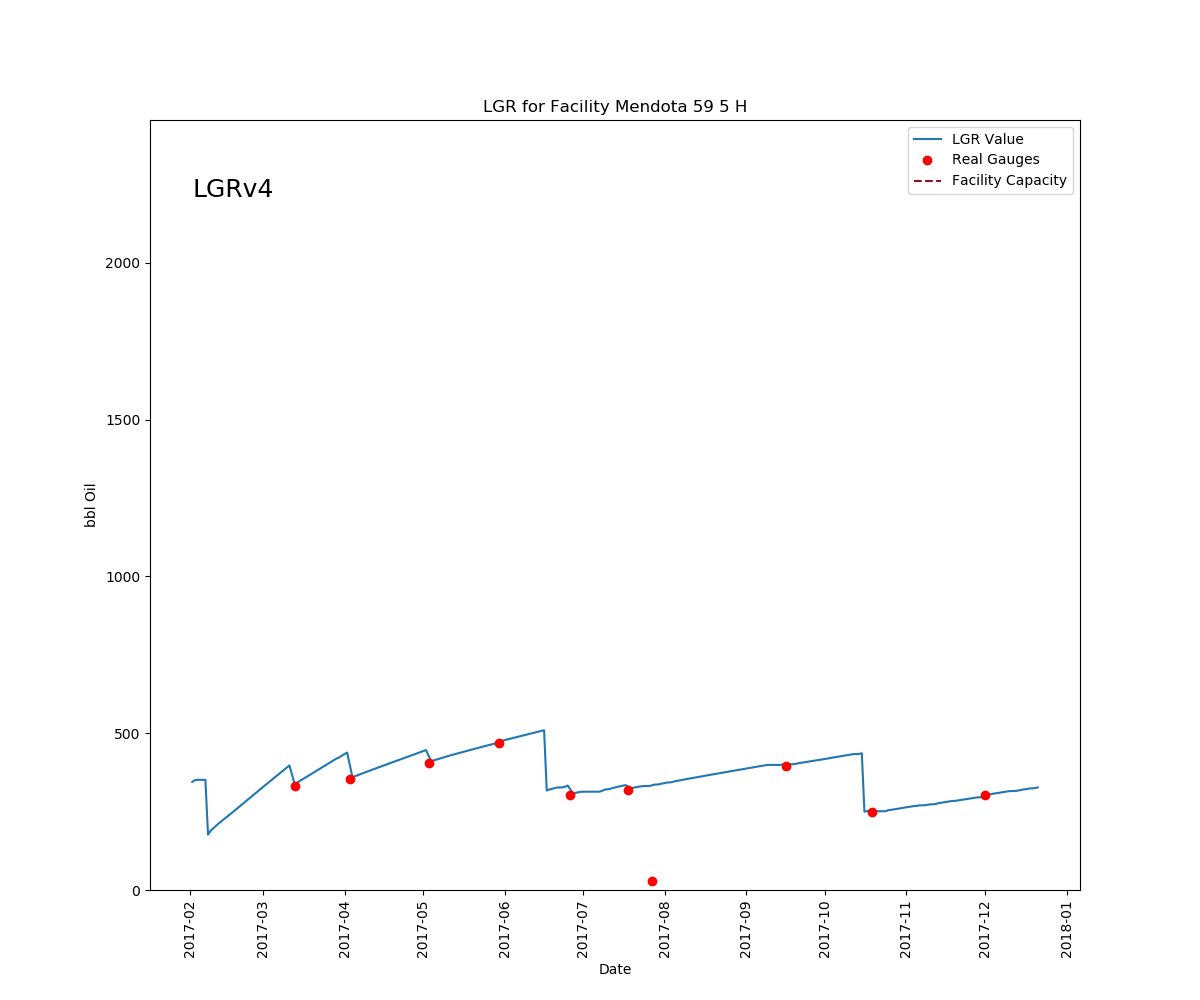 LGR for Facility Mendota 59 5 H
LGRv4
LGR Value
Real Gauges
Facility Capacity
bbl Oil
2000
1500
1000
500
0
2017-02
2017-03
2017-04
2017-05
2017-06
2017-07
2017-08
2017-09
2017-10
2017-11
2017-12
2018-01
Date